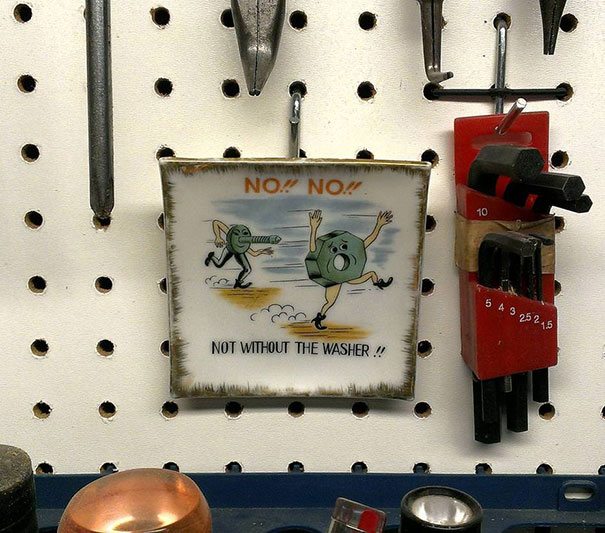 NO!! NO!!
NOT WITHOUT THE WASHER!!
10
5 4 3 2.5 2 1.5